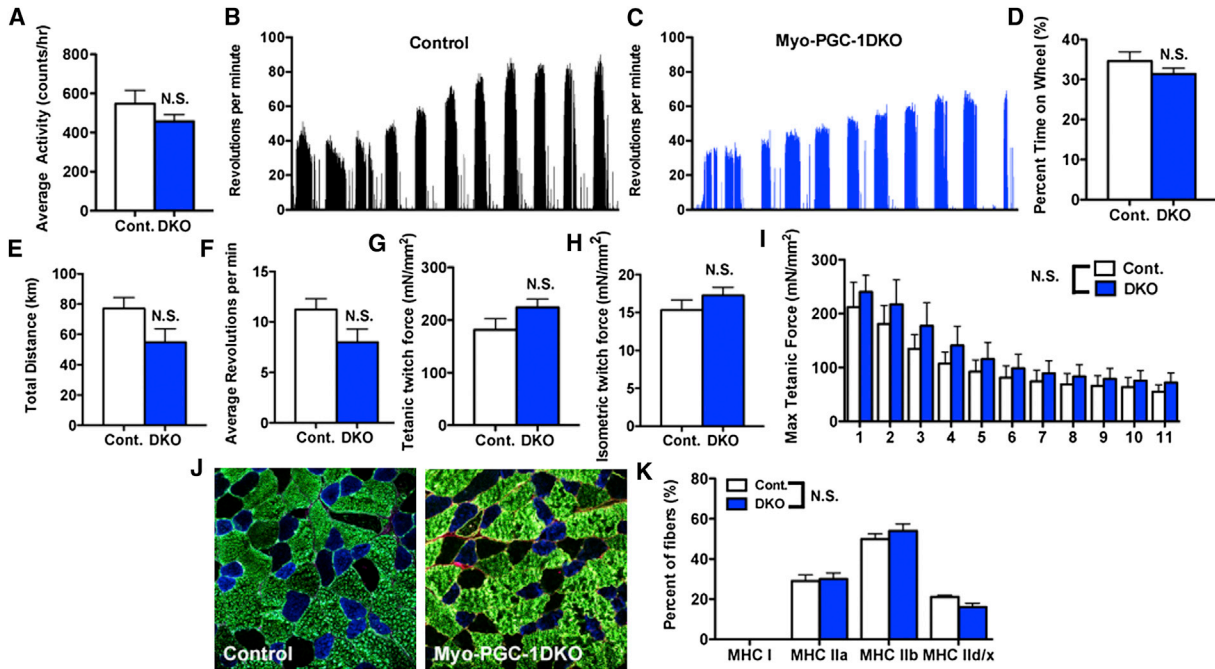 A
Average Activity (counts/hr)
800
600
400
200
0
N.S.
Cont. DKO
B
Control
Revolutions per minute
100
80
60
40
20
0
C
Myo-PGC-1DKO
Revolutions per minute
100
80
60
40
20
0
D
Percent Time on Wheel (%)
40
30
20
10
0
N.S.
Cont. DKO
E
Total Distance (km)
100
80
60
40
20
0
N.S.
Cont. DKO
F
Average Revolutions per min
15
10
5
0
N.S.
Cont. DKO
G
Tetanic twitch force (mN/mm²)
300
200
100
0
N.S.
Cont. DKO
H
Isometric twitch force (mN/mm²)
20
15
10
5
0
N.S.
Cont. DKO
I
Max Tetanic Force (mN/mm²)
300
200
100
0
N.S.
Cont.
DKO
1 2 3 4 5 6 7 8 9 10 11
J
Control
Myo-PGC-1DKO
K
Percent of fibers (%)
80
60
40
20
0
Cont.
DKO
N.S.
MHC I MHC IIa MHC IIb MHC IId/x